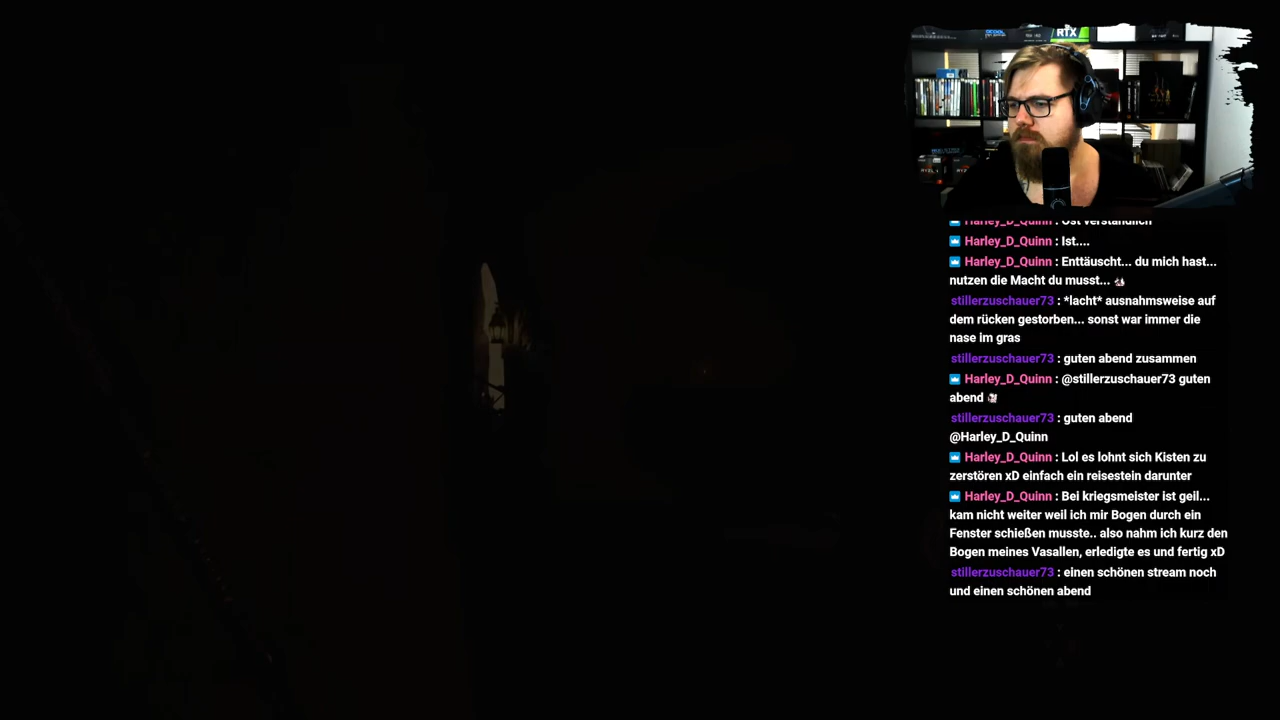 RTX
Harley_D_Quinn : Ost verständlich
Harley_D_Quinn : Ist....
Harley_D_Quinn : Enttäuscht... du mich hast...
nutzen die Macht du musst...
stillerzuschauer73 : *lacht* ausnahmsweise auf
dem rücken gestorben... sonst war immer die
nase im gras
stillerzuschauer73 : guten abend zusammen
Harley_D_Quinn : @stillerzuschauer73 guten
abend
stillerzuschauer73 : guten abend
@Harley_D_Quinn
Harley_D_Quinn : Lol es lohnt sich Kisten zu
zerstören xD einfach ein reisestein darunter
Harley_D_Quinn : Bei kriegsmeister ist geil...
kam nicht weiter weil ich mir Bogen durch ein
Fenster schießen musste.. also nahm ich kurz den
Bogen meines Vasallen, erledigte es und fertig xD
stillerzuschauer73 : einen schönen stream noch
und einen schönen abend